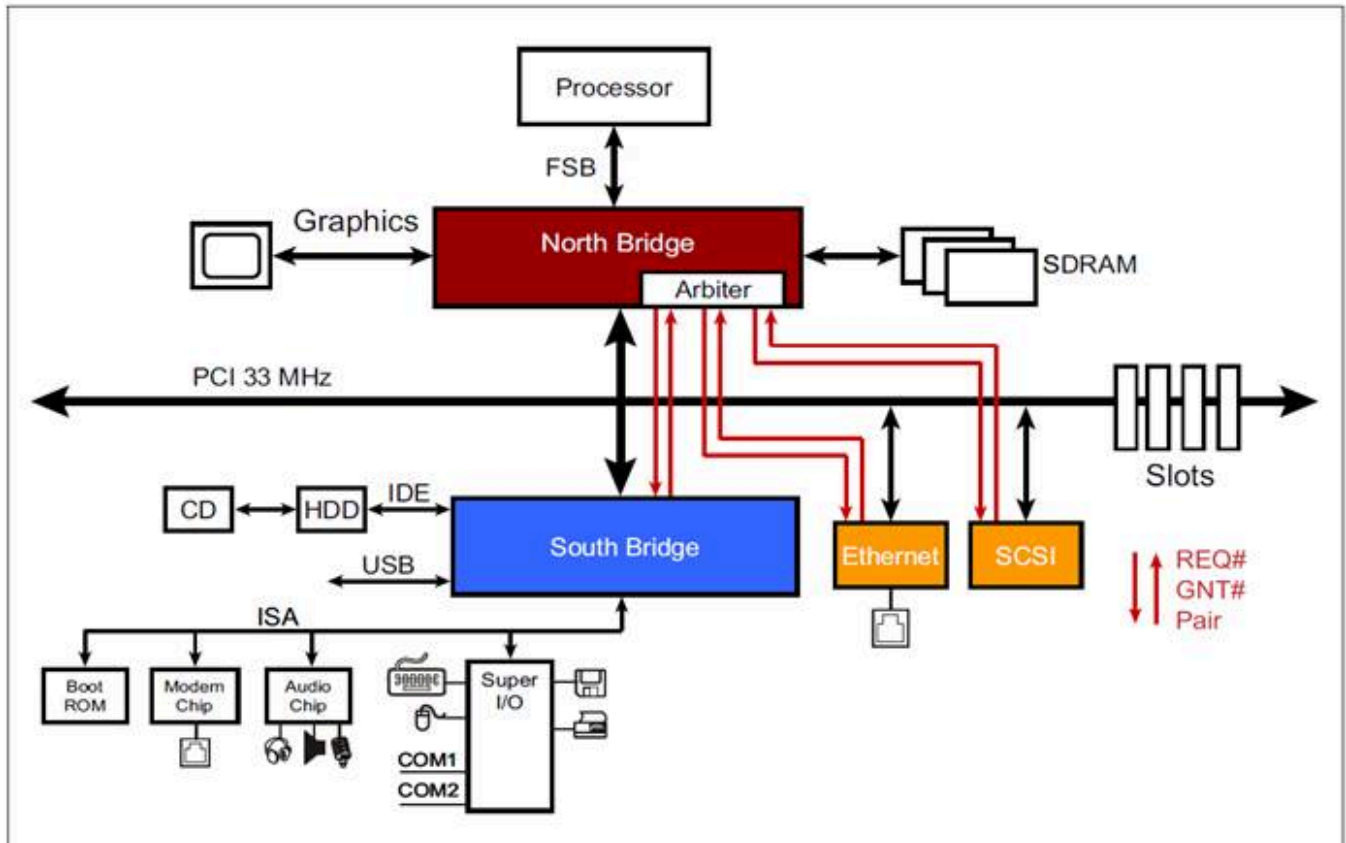 Processor
FSB
Graphics
North Bridge
Arbiter
SDRAM
PCI 33 MHz
Slots
CD
HDD
IDE
South Bridge
USB
Ethernet
SCSI
REQ#
GNT#
Pair
ISA
Boot
ROM
Modem
Chip
Audio
Chip
Super
I/O
COM1
COM2